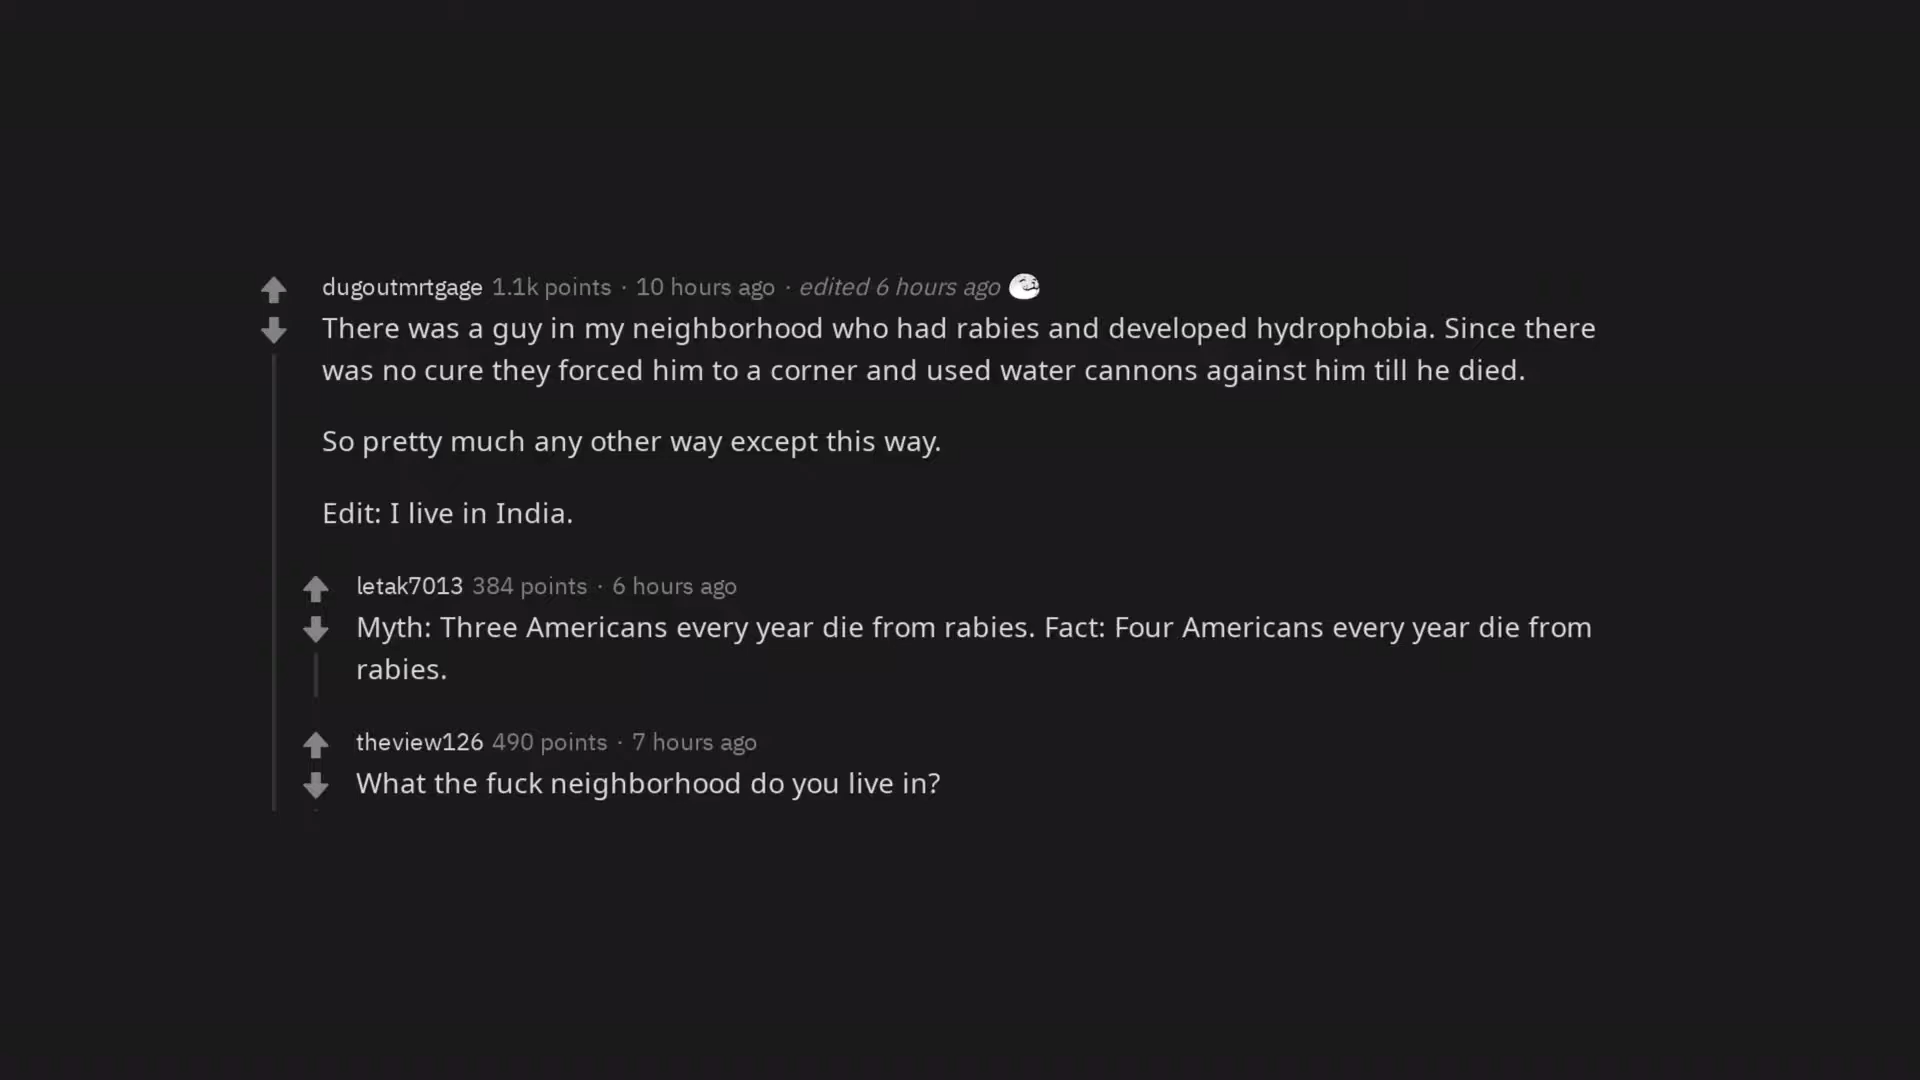 dugoutmrtgage 1.1k points · 10 hours ago · edited 6 hours ago
There was a guy in my neighborhood who had rabies and developed hydrophobia. Since there
was no cure they forced him to a corner and used water cannons against him till he died.
So pretty much any other way except this way.
Edit: I live in India.
letak7013 384 points · 6 hours ago
Myth: Three Americans every year die from rabies. Fact: Four Americans every year die from
rabies.
theview126 490 points · 7 hours ago
What the fuck neighborhood do you live in?